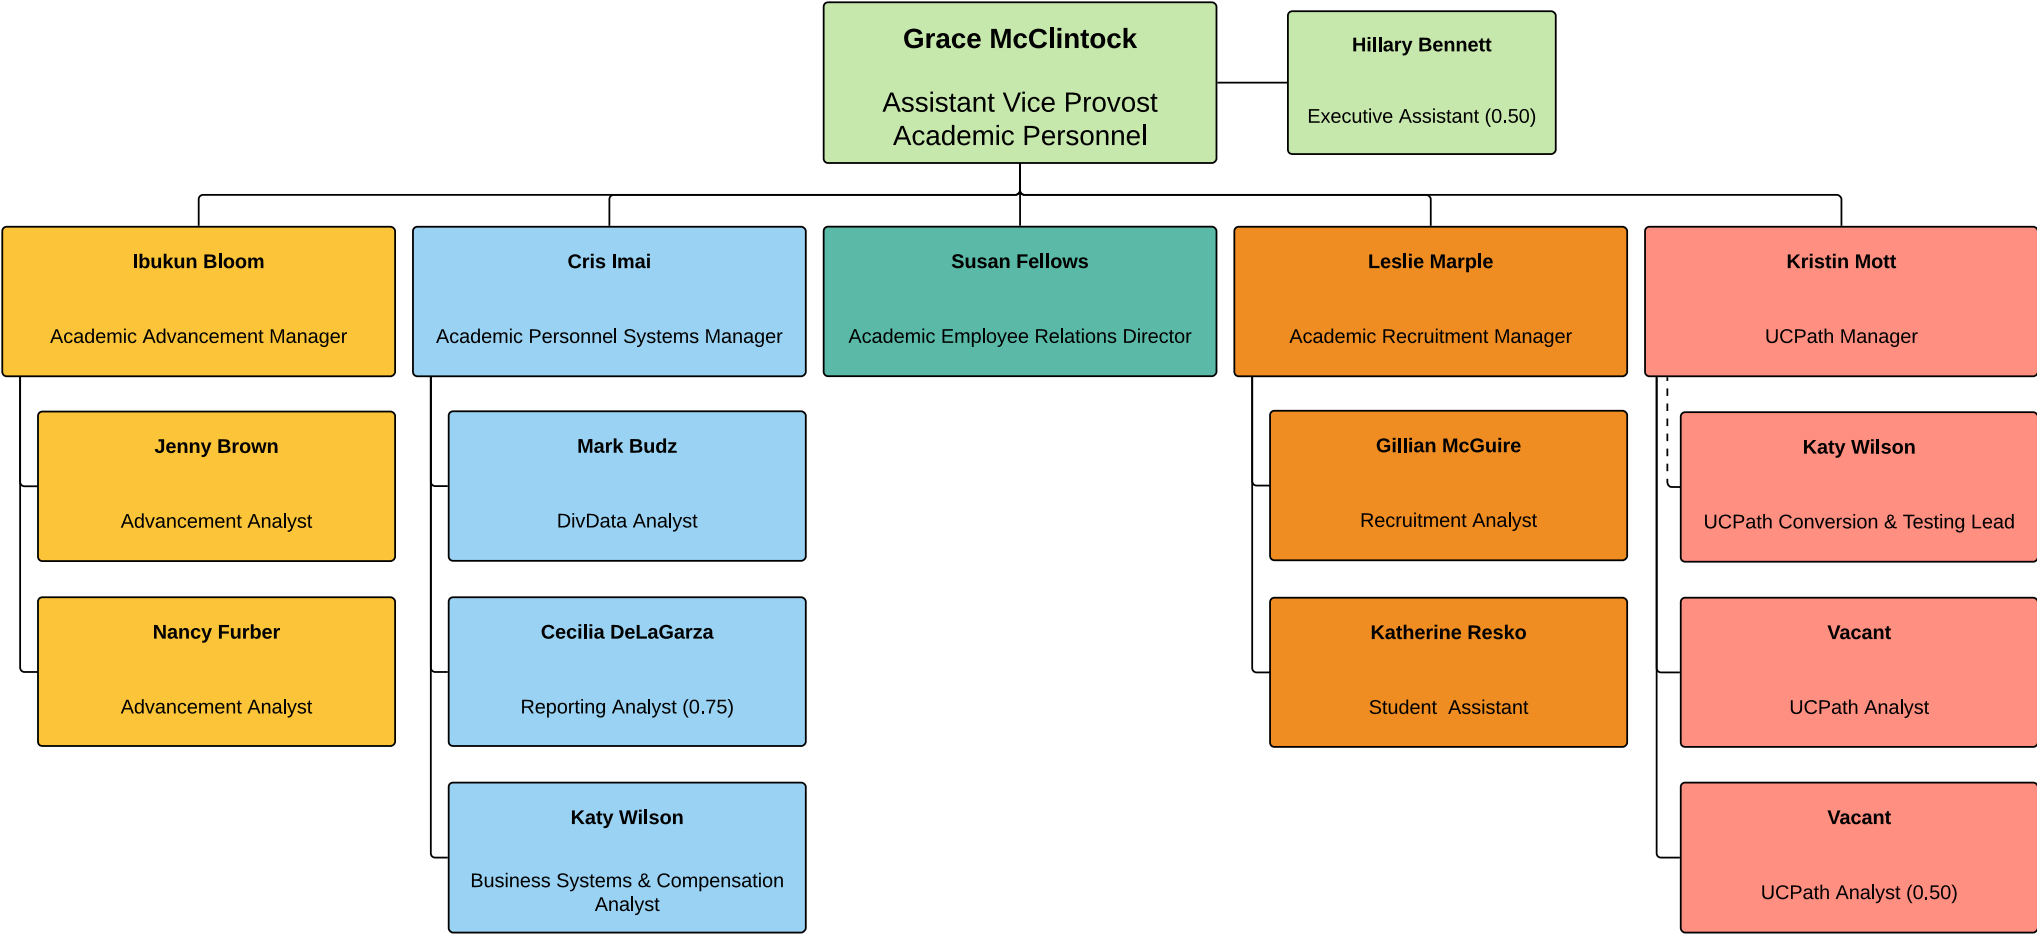 Grace McClintock
Assistant Vice Provost
Academic Personnel
Hillary Bennett
Executive Assistant (0.50)
Ibukun Bloom
Academic Advancement Manager
Jenny Brown
Advancement Analyst
Nancy Furber
Advancement Analyst
Cris Imai
Academic Personnel Systems Manager
Mark Budz
DivData Analyst
Cecilia DeLaGarza
Reporting Analyst (0.75)
Katy Wilson
Business Systems & Compensation
Analyst
Susan Fellows
Academic Employee Relations Director
Leslie Marple
Academic Recruitment Manager
Gillian McGuire
Recruitment Analyst
Katherine Resko
Student  Assistant
Kristin Mott
UCPath Manager
Katy Wilson
UCPath Conversion & Testing Lead
Vacant
UCPath Analyst
Vacant
UCPath Analyst (0.50)